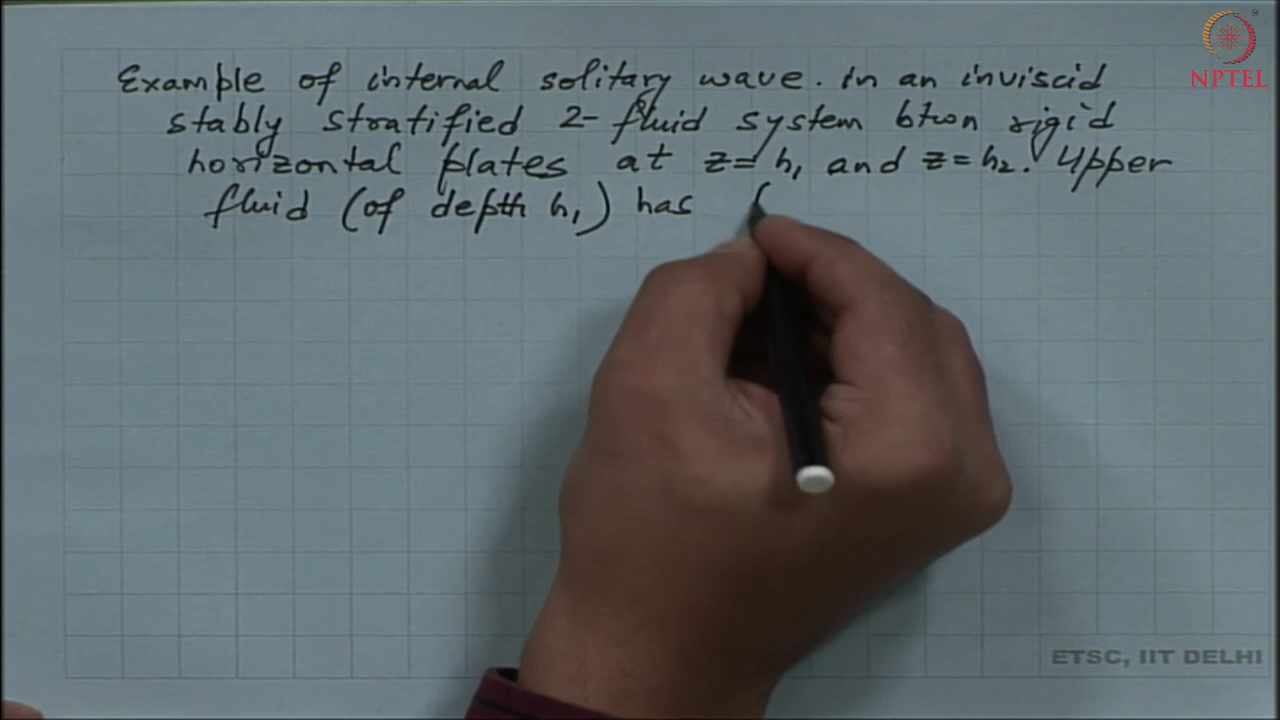 NPTEL
Example of internal solitary wave. In an inviscid
stably stratified 2-fluid system btwn rigid
horizontal plates at z=h₁ and z=h₂. Upper
fluid (of depth h₁) has
ETSC, IIT DELHI